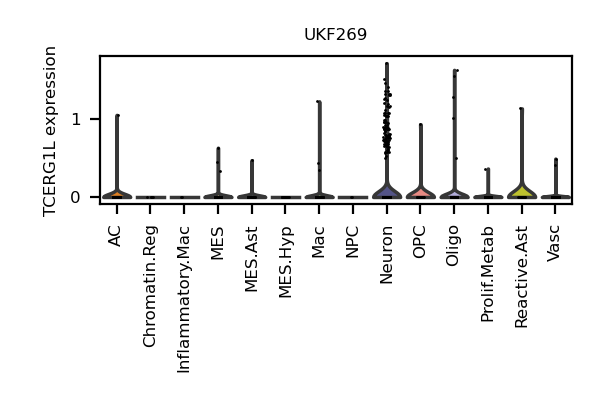 UKF269
TCERG1L expression
1
0
AC
Chromatin.Reg
Inflammatory.Mac
MES
MES.Ast
MES.Hyp
Mac
NPC
Neuron
OPC
Oligo
Prolif.Metab
Reactive.Ast
Vasc